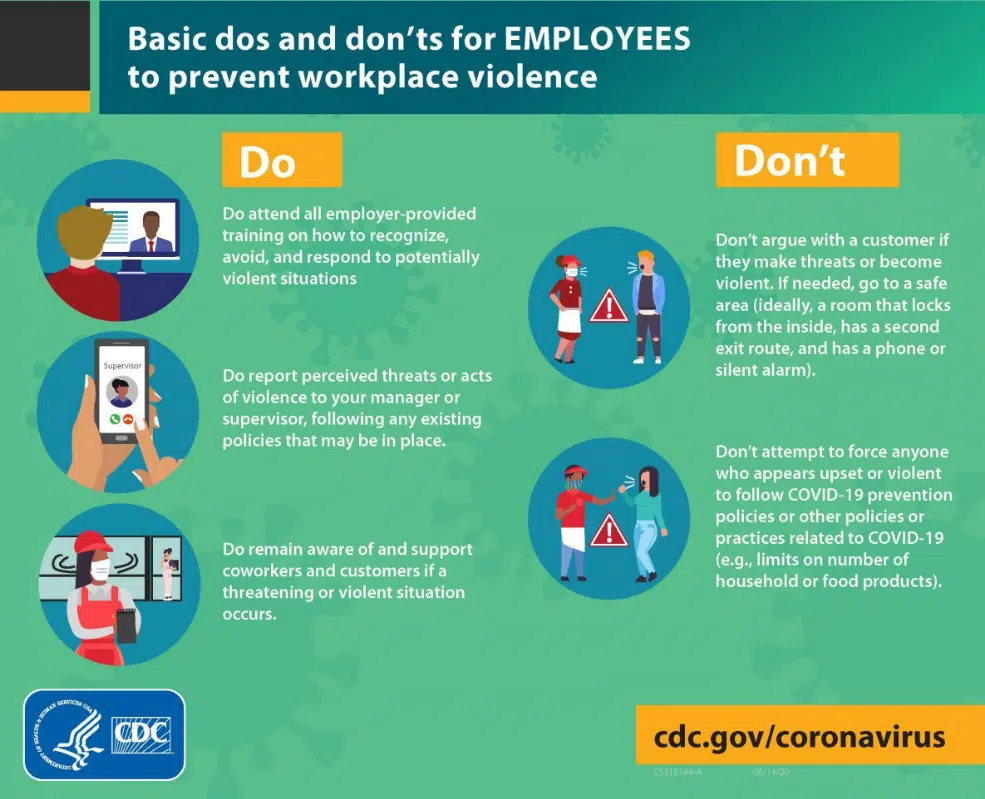 Basic dos and don'ts for EMPLOYEES
to prevent workplace violence
Do
Do attend all employer-provided
training on how to recognize,
avoid, and respond to potentially
violent situations
Supervisor
Do report perceived threats or acts
of violence to your manager or
supervisor, following any existing
policies that may be in place.
Do remain aware of and support
coworkers and customers if a
threatening or violent situation
occurs.
Don't
Don't argue with a customer if
they make threats or become
violent. If needed, go to a safe
area (ideally, a room that locks
from the inside, has a second
exit route, and has a phone or
silent alarm).
Don't attempt to force anyone
who appears upset or violent
to follow COVID-19 prevention
policies or other policies or
practices related to COVID-19
(e.g., limits on number of
household or food products).
DEPARTMENT OF HEALTH & HUMAN SERVICES·USA
CDC
cdc.gov/coronavirus
CS319744-A 08/14/20